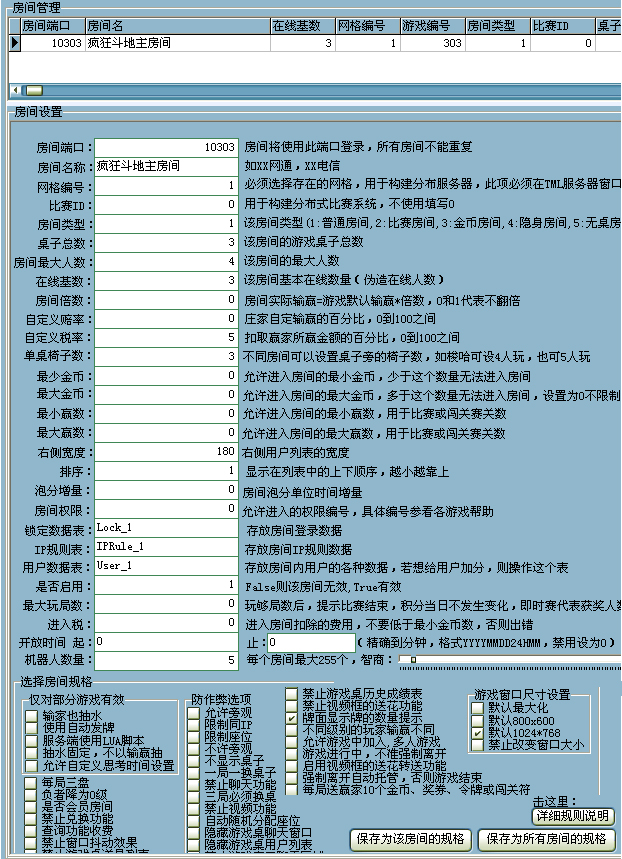 房间管理
房间端口 房间名 在线基数 网格编号 游戏编号 房间类型 比赛ID 桌子
10303 疯狂斗地主房间 3 1 303 1 0
房间设置
房间端口： 10303 房间将使用此端口登录，所有房间不能重复
房间名称： 疯狂斗地主房间 如XX网通，XX电信
网格编号： 1 必须选择存在的网格，用于构建分布服务器，此项必须在TML服务器窗口
比赛ID： 0 用于构建分布式比赛系统，不使用填写0
房间类型： 1 该房间类型(1:普通房间,2:比赛房间,3:金币房间,4:隐身房间,5:无桌房
桌子总数： 3 该房间的游戏桌子总数
房间最大人数： 4 该房间的最大人数
在线基数： 3 该房间基本在线数量(伪造在线人数)
房间倍数： 0 房间实际输赢=游戏默认输赢*倍数，0和1代表不翻倍
自定义赔率： 0 庄家自定输赢的百分比，0到100之间
自定义税率： 5 扣取赢家所赢金额的百分比，0到100之间
单桌椅子数： 3 不同房间可以设置桌子旁的椅子数，如梭哈可设4人玩，也可5人玩
最少金币： 0 允许进入房间的最小金币，少于这个数量无法进入房间
最大金币： 0 允许进入房间的最大金币，多于这个数量无法进入房间，设置为0不限制
最小赢数： 0 允许进入房间的最小赢数，用于比赛或闯关赛关数
最大赢数： 0 允许进入房间的最大赢数，用于比赛或闯关赛关数
右侧宽度： 180 右侧用户列表的宽度
排序： 1 显示在列表中的上下顺序，越小越靠上
泡分增量： 0 房间泡分单位时间增量
房间权限： 0 允许进入的权限编号，具体编号参看各游戏帮助
锁定数据表： Lock_1 存放房间登录数据
IP规则表： IPRule_1 存放房间IP规则数据
用户数据表： User_1 存放房间内用户的各种数据，若想给用户加分，则操作这个表
是否启用： 1 False则该房间无效,True有效
最大玩局数： 0 玩够局数后，提示比赛结束，积分当日不发生变化，即时赛代表获奖人数
进入税： 0 进入房间扣除的费用，不要低于最小金币数，否则出错
开放时间 起： 0 止： 0 (精确到分钟，格式YYYYMMDD24HMM，禁用设为0)
机器人数量： 5 每个房间最大255个，智商：
选择房间规格
仅对部分游戏有效
输家也抽水
使用自动发牌
服务端使用LUA脚本
抽水固定，不以输赢抽
允许自定义思考时间设置
每局三盘
负者降为0级
是否会员房间
禁止兑换功能
查询功能收费
禁止窗口抖动效果
防作弊选项
允许旁观
限制同IP
限制座位
不许旁观
不显示桌子
一局一换桌子
禁止聊天功能
三局必须换桌
禁止视频功能
自动随机分配座位
隐藏游戏桌聊天窗口
隐藏游戏桌用户列表
禁止游戏桌历史成绩表
禁止视频框的送花功能
牌面显示牌的数量提示
不同级别的玩家输赢不同
允许游戏中加入，多人游戏
游戏进行中，不准强制离开
启用视频框的送花转送功能
强制离开自动托管，否则游戏结束
每局送赢家10个金币、奖券、令牌或闯关符
游戏窗口尺寸设置
默认最大化
默认800x600
默认1024*768
禁止改变窗口大小
击这里：
详细规则说明
保存为该房间的规格 保存为所有房间的规格